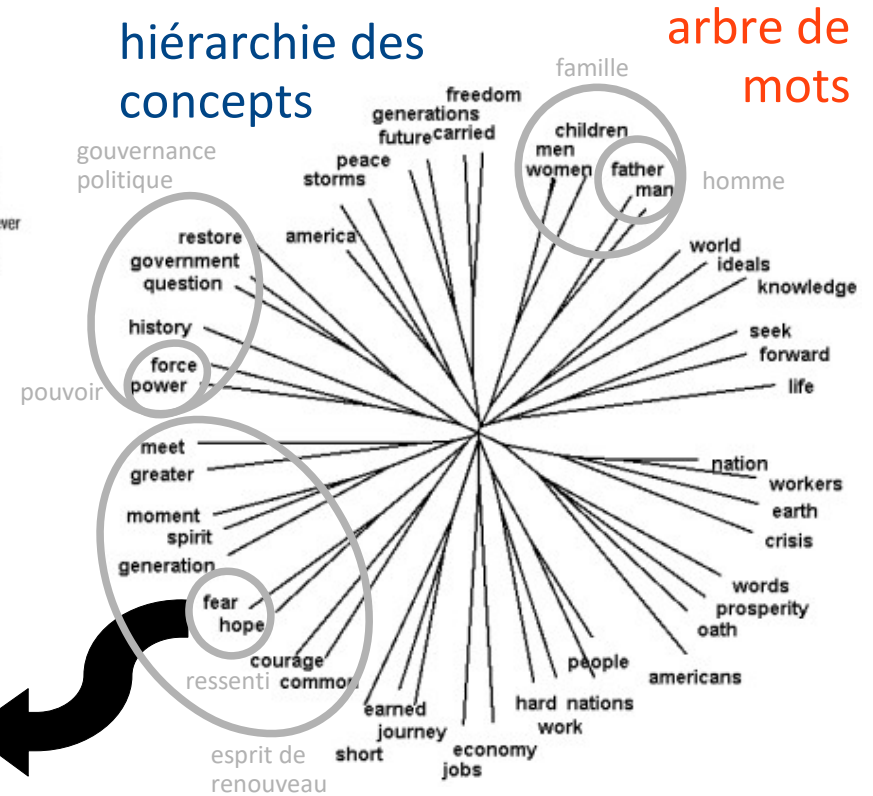 hiérarchie des
concepts
arbre de
mots
famille
gouvernance
politique
homme
pouvoir
ressenti
esprit de
renouveau
ever
freedom
generations
future carried
peace
storms
america
children
men
women
father
man
world
ideals
knowledge
seek
forward
life
nation
workers
earth
crisis
words
prosperity
oath
americans
people
hard nations
work
economy
jobs
earned
journey
short
courage
common
fear
hope
generation
spirit
moment
greater
meet
power
force
history
question
government
restore